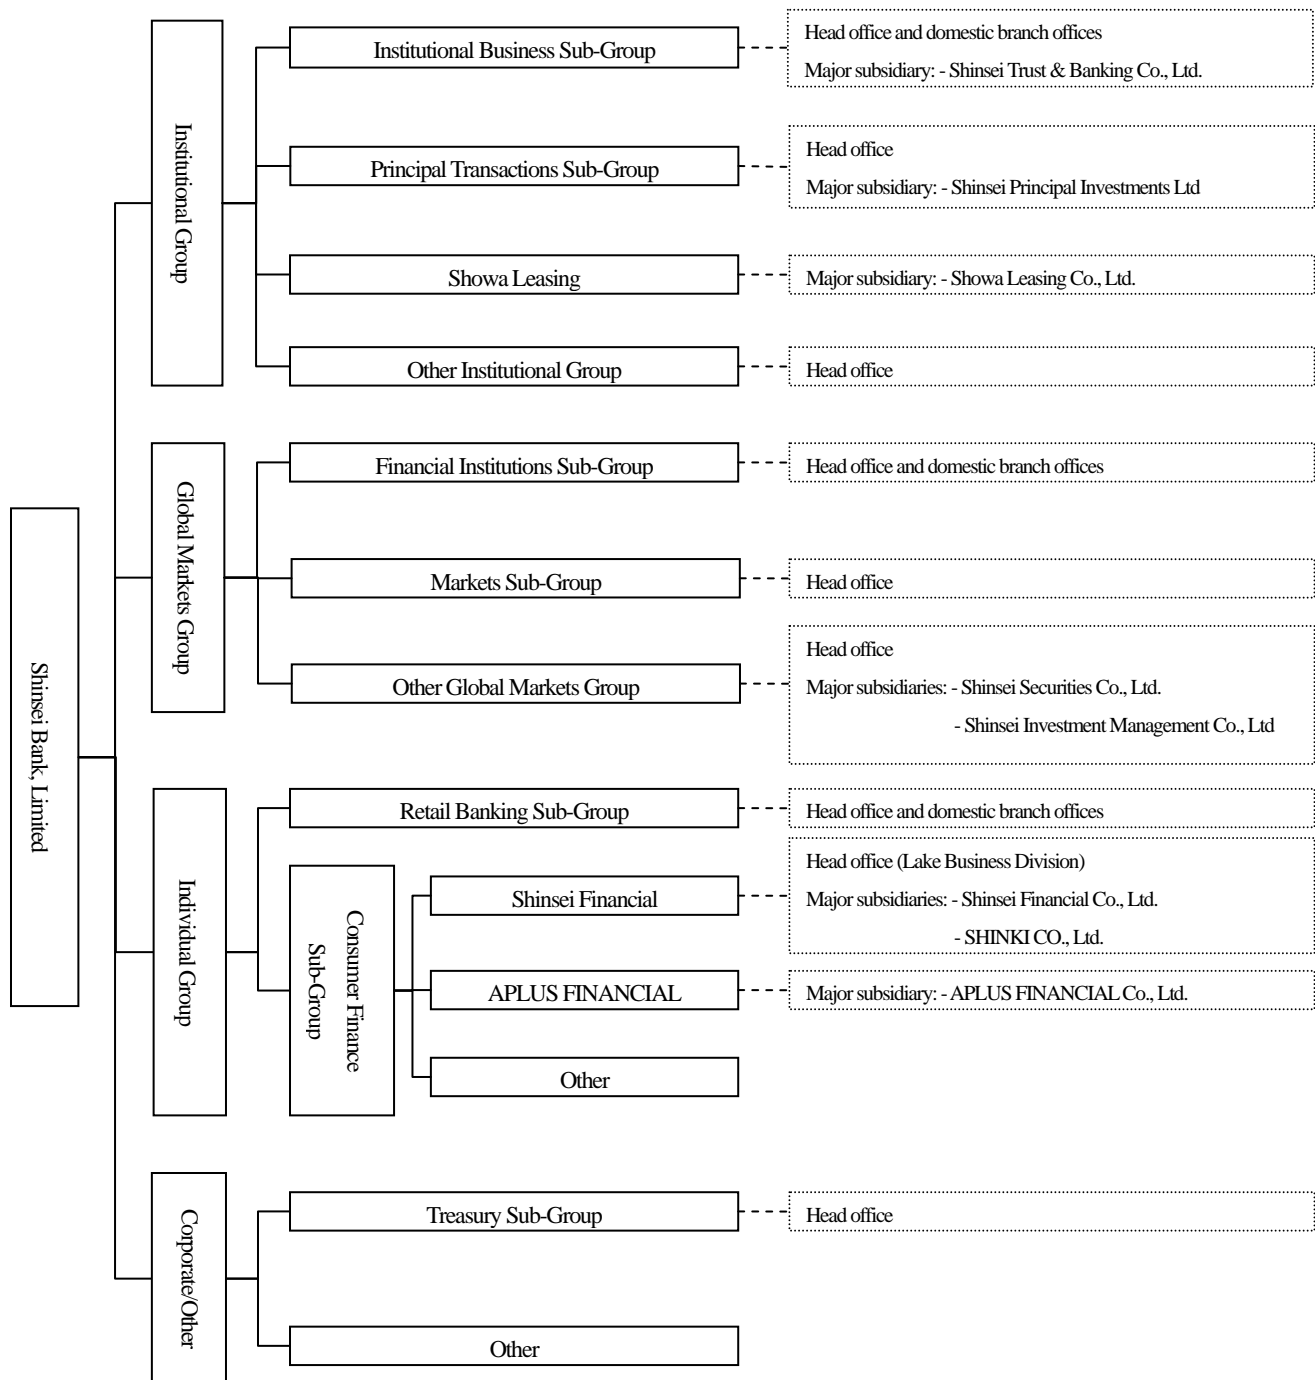 Shinsei Bank, Limited
Institutional Group
Institutional Business Sub-Group
Head office and domestic branch offices
Major subsidiary: - Shinsei Trust & Banking Co., Ltd.
Principal Transactions Sub-Group
Head office
Major subsidiary: - Shinsei Principal Investments Ltd
Showa Leasing
Major subsidiary: - Showa Leasing Co., Ltd.
Other Institutional Group
Head office
Global Markets Group
Financial Institutions Sub-Group
Head office and domestic branch offices
Markets Sub-Group
Head office
Other Global Markets Group
Head office
Major subsidiaries: - Shinsei Securities Co., Ltd.
- Shinsei Investment Management Co., Ltd
Individual Group
Retail Banking Sub-Group
Head office and domestic branch offices
Consumer Finance
Sub-Group
Shinsei Financial
Head office (Lake Business Division)
Major subsidiaries: - Shinsei Financial Co., Ltd.
- SHINKI CO., Ltd.
APLUS FINANCIAL
Major subsidiary: - APLUS FINANCIAL Co., Ltd.
Other
Corporate/Other
Treasury Sub-Group
Head office
Other